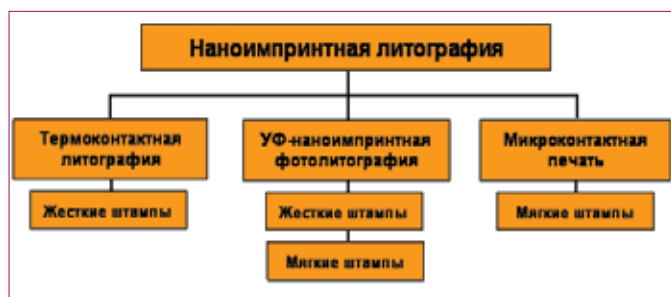 Наноимпринтная литография
Термоконтактная
литография
Жесткие штампы
УФ-наноимпринтная
фотолитография
Жесткие штампы
Мягкие штампы
Микроконтактная
печать
Мягкие штампы